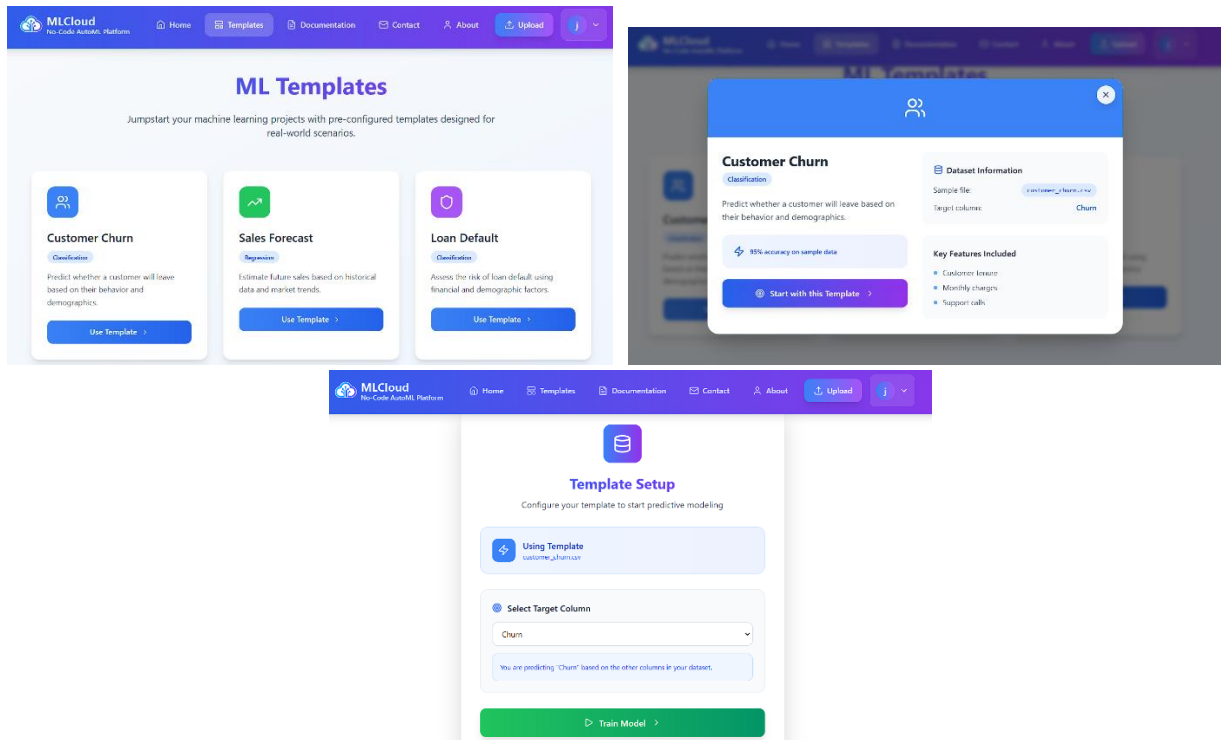 MLCloud
No-Code AutoML Platform
Home
Templates
Documentation
Contact
About
Upload
j
ML Templates
Jumpstart your machine learning projects with pre-configured templates designed for
real-world scenarios.
Customer Churn
Classification
Predict whether a customer will leave
based on their behavior and
demographics.
Use Template
Sales Forecast
Regression
Estimate future sales based on historical
data and market trends.
Use Template
Loan Default
Classification
Assess the risk of loan default using
financial and demographic factors.
Use Template
ML Templates
Customer Churn
Classification
Predict whether a customer will leave based on
their behavior and demographics.
95% accuracy on sample data
Start with this Template
Dataset Information
Sample file: customer_churn.csv
Target column: Churn
Key Features Included
Customer tenure
Monthly charges
Support calls
MLCloud
No-Code AutoML Platform
Home
Templates
Documentation
Contact
About
Upload
j
Template Setup
Configure your template to start predictive modeling
Using Template
customer_churn.csv
Select Target Column
Churn
You are predicting "Churn" based on the other columns in your dataset.
Train Model